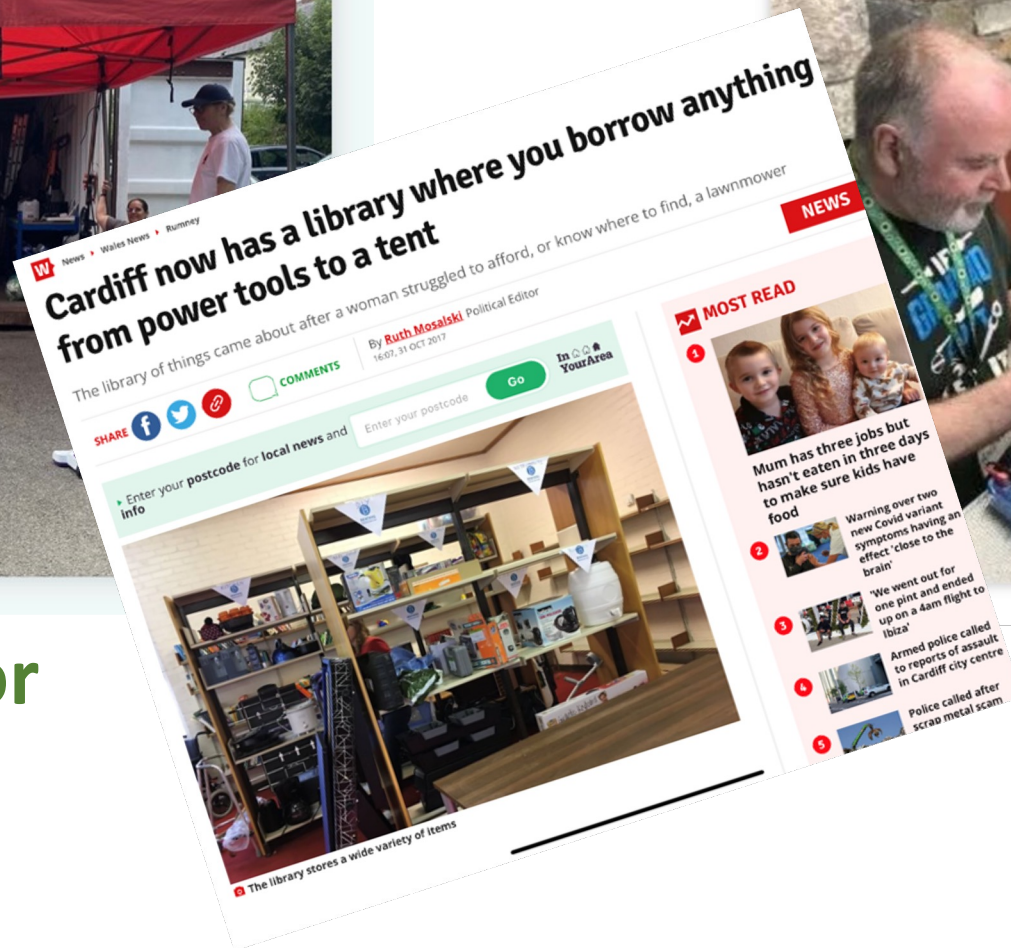 W
News > Wales News > Rumney
Cardiff now has a library where you borrow anything
from power tools to a tent
The library of things came about after a woman struggled to afford, or know where to find, a lawnmower
SHARE
COMMENTS
By Ruth Mosalski Political Editor
16:07, 31 OCT 2017
Enter your postcode for local news and
info
Enter your postcode
Go
In
YourArea
NEWS
MOST READ
1
Mum has three jobs but
hasn't eaten in three days
to make sure kids have
food
2
Warning over two
new Covid variant
symptoms having an
effect 'close to the
brain'
3
'We went out for
one pint and ended
up on a 4am flight to
Ibiza'
4
Armed police called
to reports of assault
in Cardiff city centre
5
Police called after
scrap metal scam
The library stores a wide variety of items
or